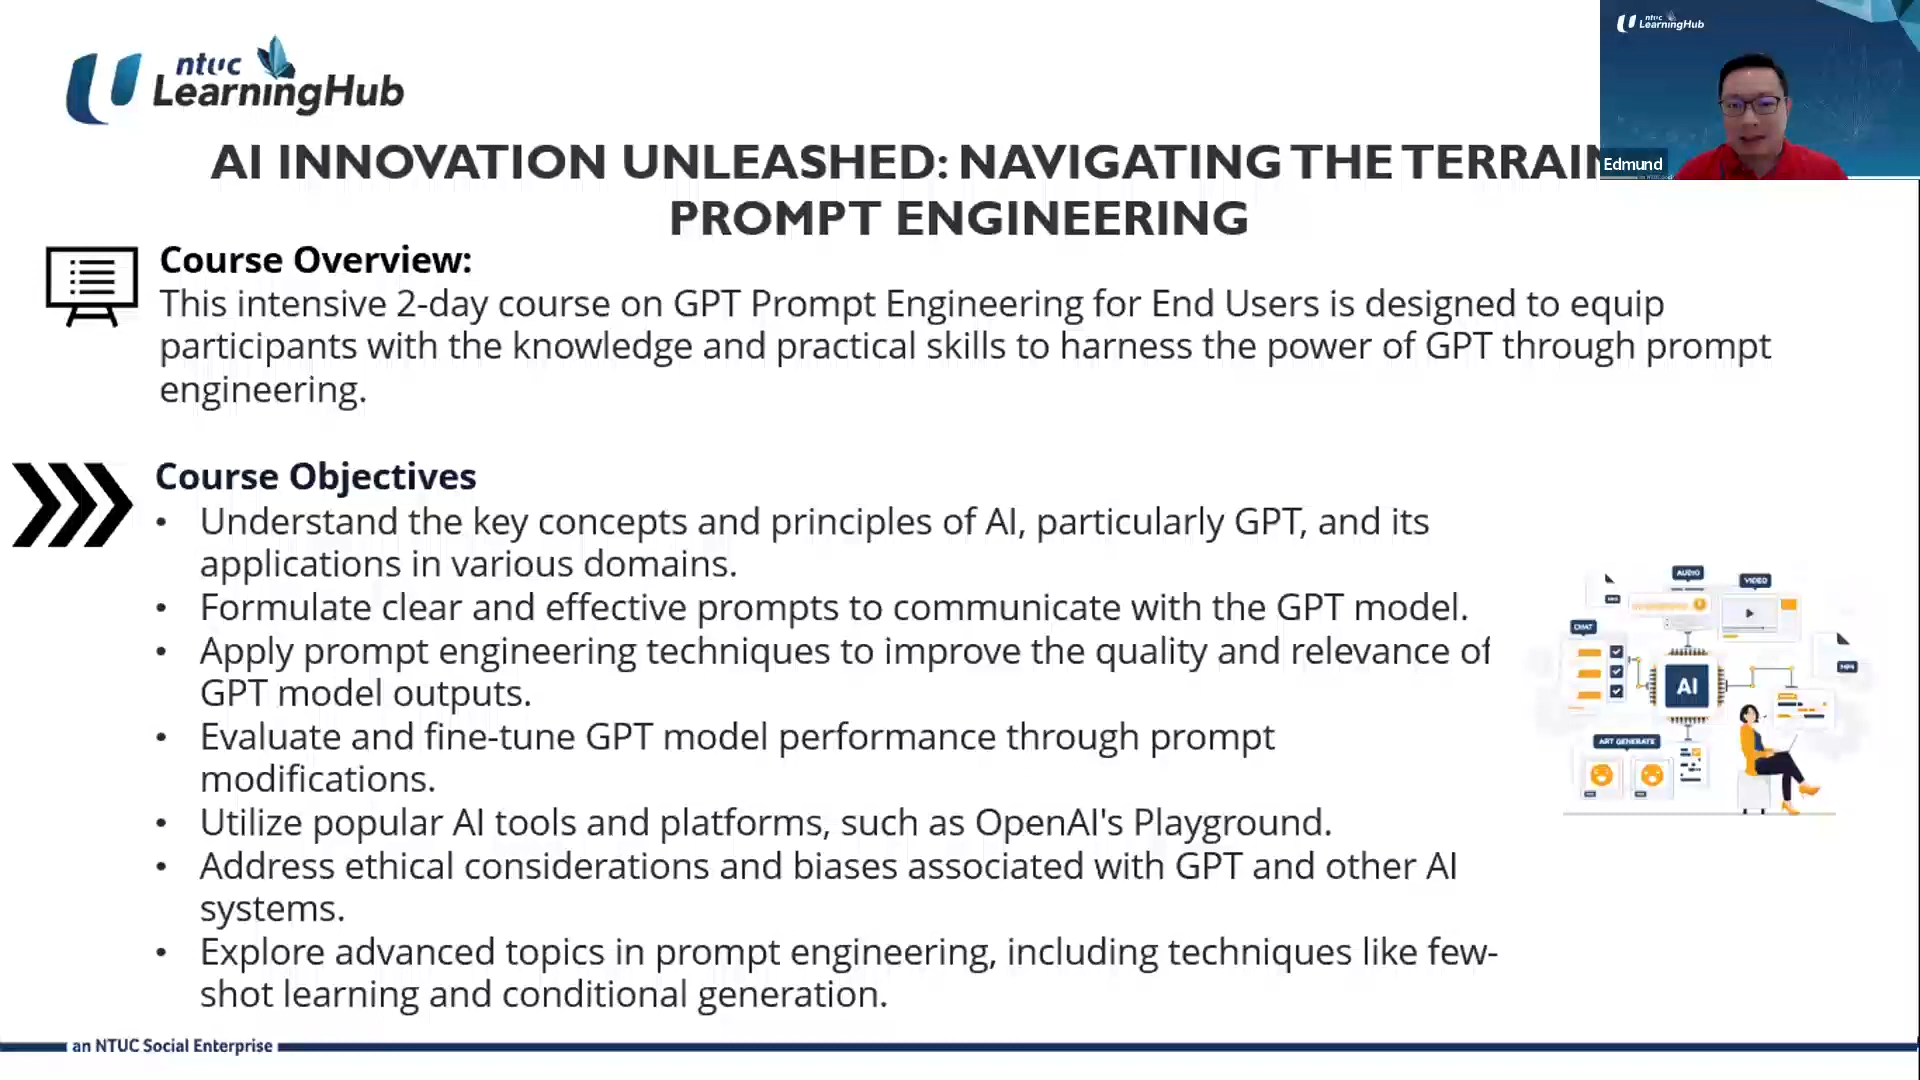 ntuc
LearningHub
ntuc
LearningHub
Edmund
AI INNOVATION UNLEASHED: NAVIGATING THE TERRAIN
PROMPT ENGINEERING
Course Overview:
This intensive 2-day course on GPT Prompt Engineering for End Users is designed to equip
participants with the knowledge and practical skills to harness the power of GPT through prompt
engineering.
Course Objectives
• Understand the key concepts and principles of AI, particularly GPT, and its
applications in various domains.
• Formulate clear and effective prompts to communicate with the GPT model.
• Apply prompt engineering techniques to improve the quality and relevance of
GPT model outputs.
• Evaluate and fine-tune GPT model performance through prompt
modifications.
• Utilize popular AI tools and platforms, such as OpenAI's Playground.
• Address ethical considerations and biases associated with GPT and other AI
systems.
• Explore advanced topics in prompt engineering, including techniques like few-
shot learning and conditional generation.
AUDIO
VIDEO
CHAT
AI
ART GENERATE
an NTUC Social Enterprise